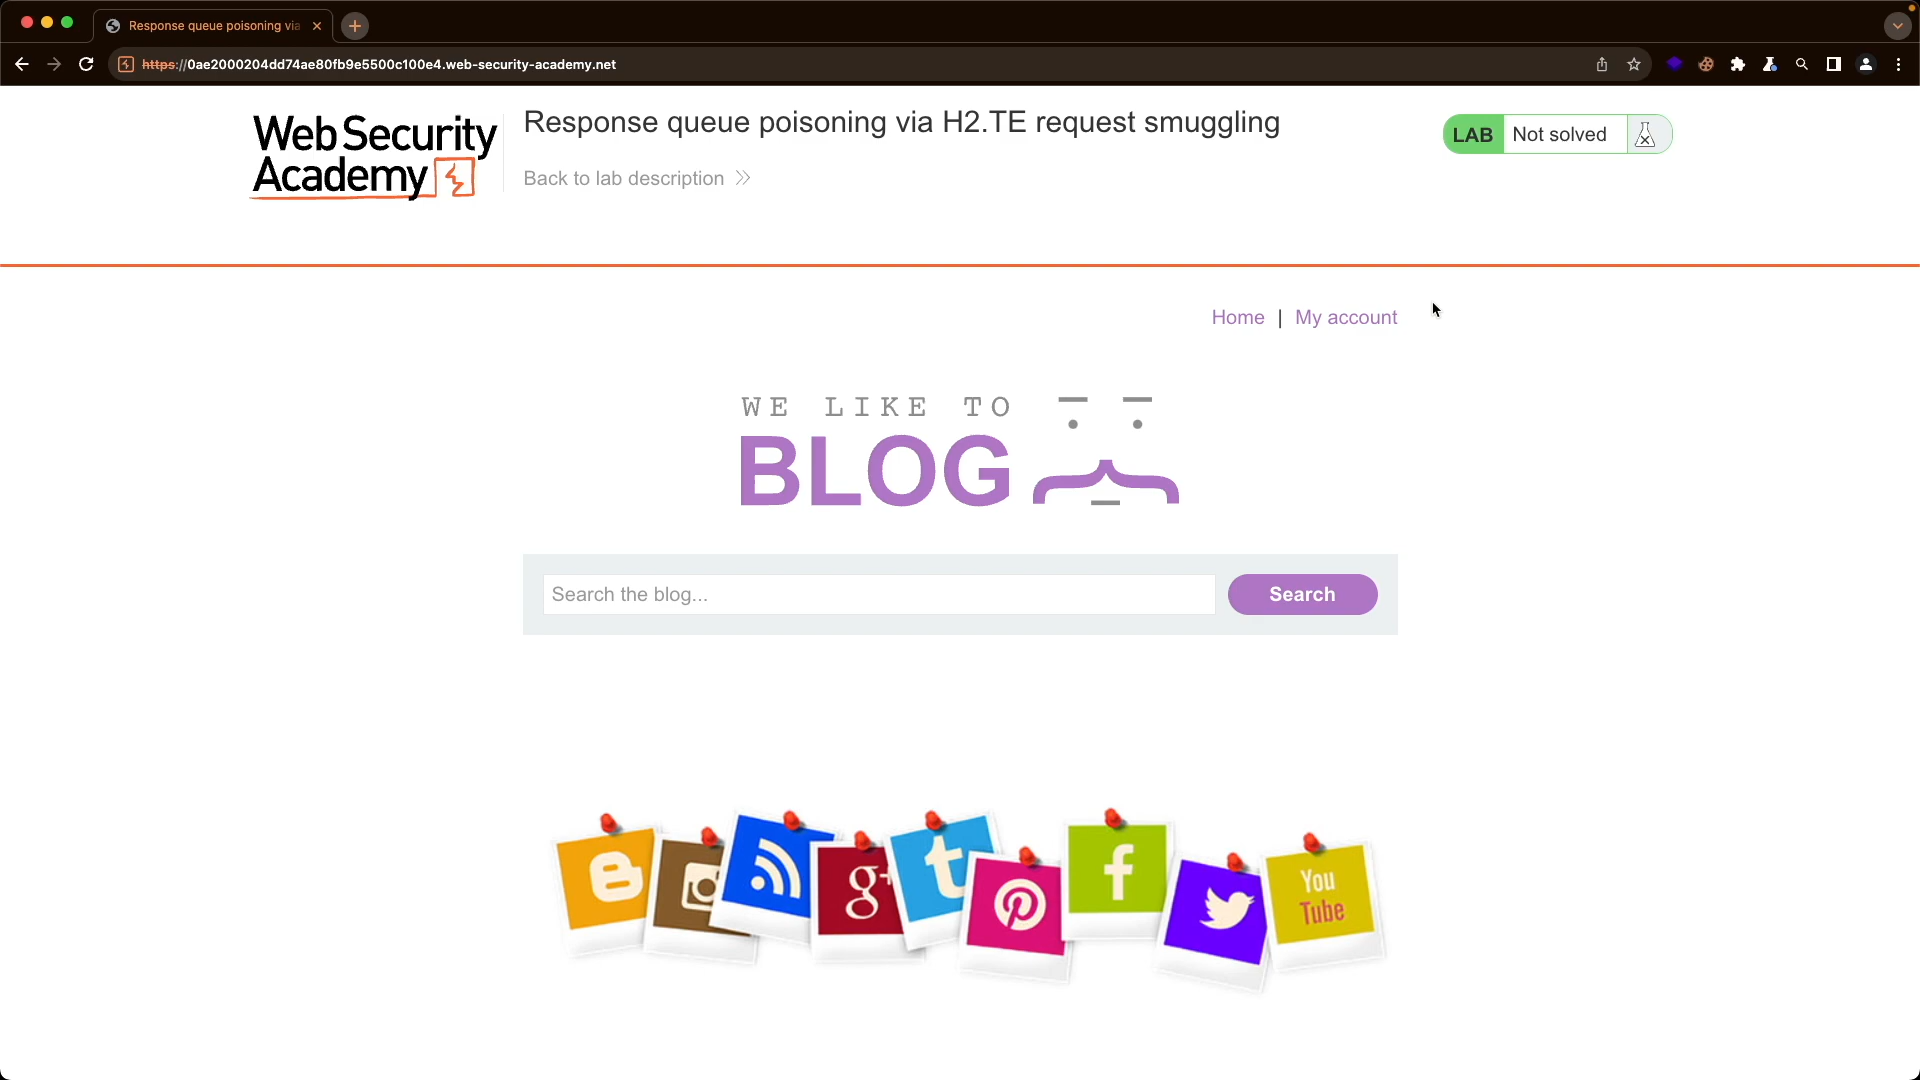 Response queue poisoning via
https://0ae2000204dd74ae80fb9e5500c100e4.web-security-academy.net
Web Security
Academy
Response queue poisoning via H2.TE request smuggling
Back to lab description
LAB Not solved
Home | My account
WE LIKE TO
BLOG
Search the blog...
Search
g+
t
f
You
Tube